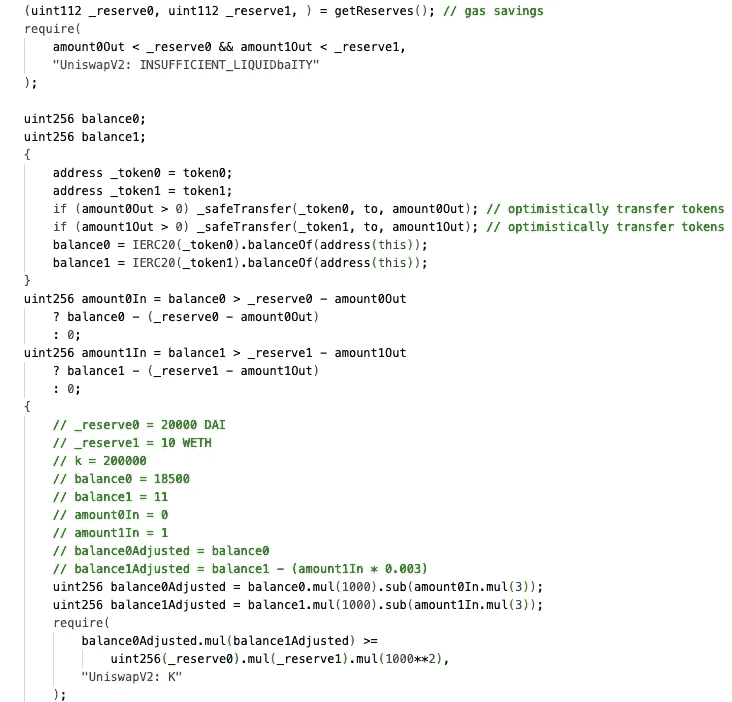 (uint112 _reserve0, uint112 _reserve1, ) = getReserves(); // gas savings
require(
amount0Out < _reserve0 && amount1Out < _reserve1,
"UniswapV2: INSUFFICIENT_LIQUIDbaITY"
);
uint256 balance0;
uint256 balance1;
{
address _token0 = token0;
address _token1 = token1;
if (amount0Out > 0) _safeTransfer(_token0, to, amount0Out); // optimistically transfer tokens
if (amount1Out > 0) _safeTransfer(_token1, to, amount1Out); // optimistically transfer tokens
balance0 = IERC20(_token0).balanceOf(address(this));
balance1 = IERC20(_token1).balanceOf(address(this));
}
uint256 amount0In = balance0 > _reserve0 - amount0Out
? balance0 - (_reserve0 - amount0Out)
: 0;
uint256 amount1In = balance1 > _reserve1 - amount1Out
? balance1 - (_reserve1 - amount1Out)
: 0;
{
// _reserve0 = 20000 DAI
// _reserve1 = 10 WETH
// k = 200000
// balance0 = 18500
// balance1 = 11
// amount0In = 0
// amount1In = 1
// balance0Adjusted = balance0
// balance1Adjusted = balance1 - (amount1In * 0.003)
uint256 balance0Adjusted = balance0.mul(1000).sub(amount0In.mul(3));
uint256 balance1Adjusted = balance1.mul(1000).sub(amount1In.mul(3));
require(
balance0Adjusted.mul(balance1Adjusted) >=
uint256(_reserve0).mul(_reserve1).mul(1000**2),
"UniswapV2: K"
);